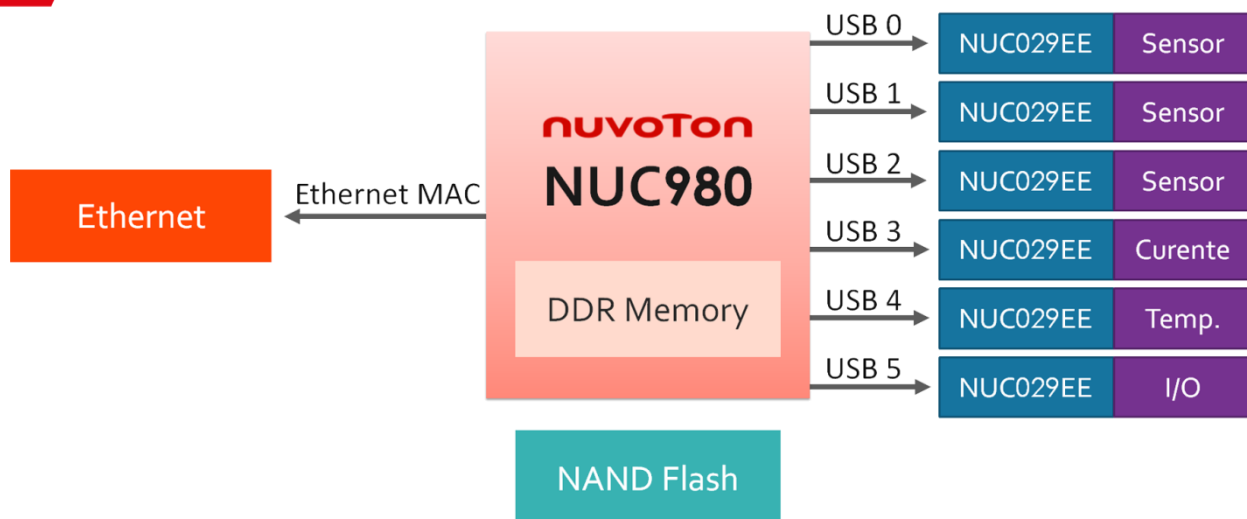 Ethernet
Ethernet MAC
nuvoTon
NUC980
DDR Memory
NAND Flash
USB 0
NUC029EE Sensor
USB 1
NUC029EE Sensor
USB 2
NUC029EE Sensor
USB 3
NUC029EE Curente
USB 4
NUC029EE Temp.
USB 5
NUC029EE I/O